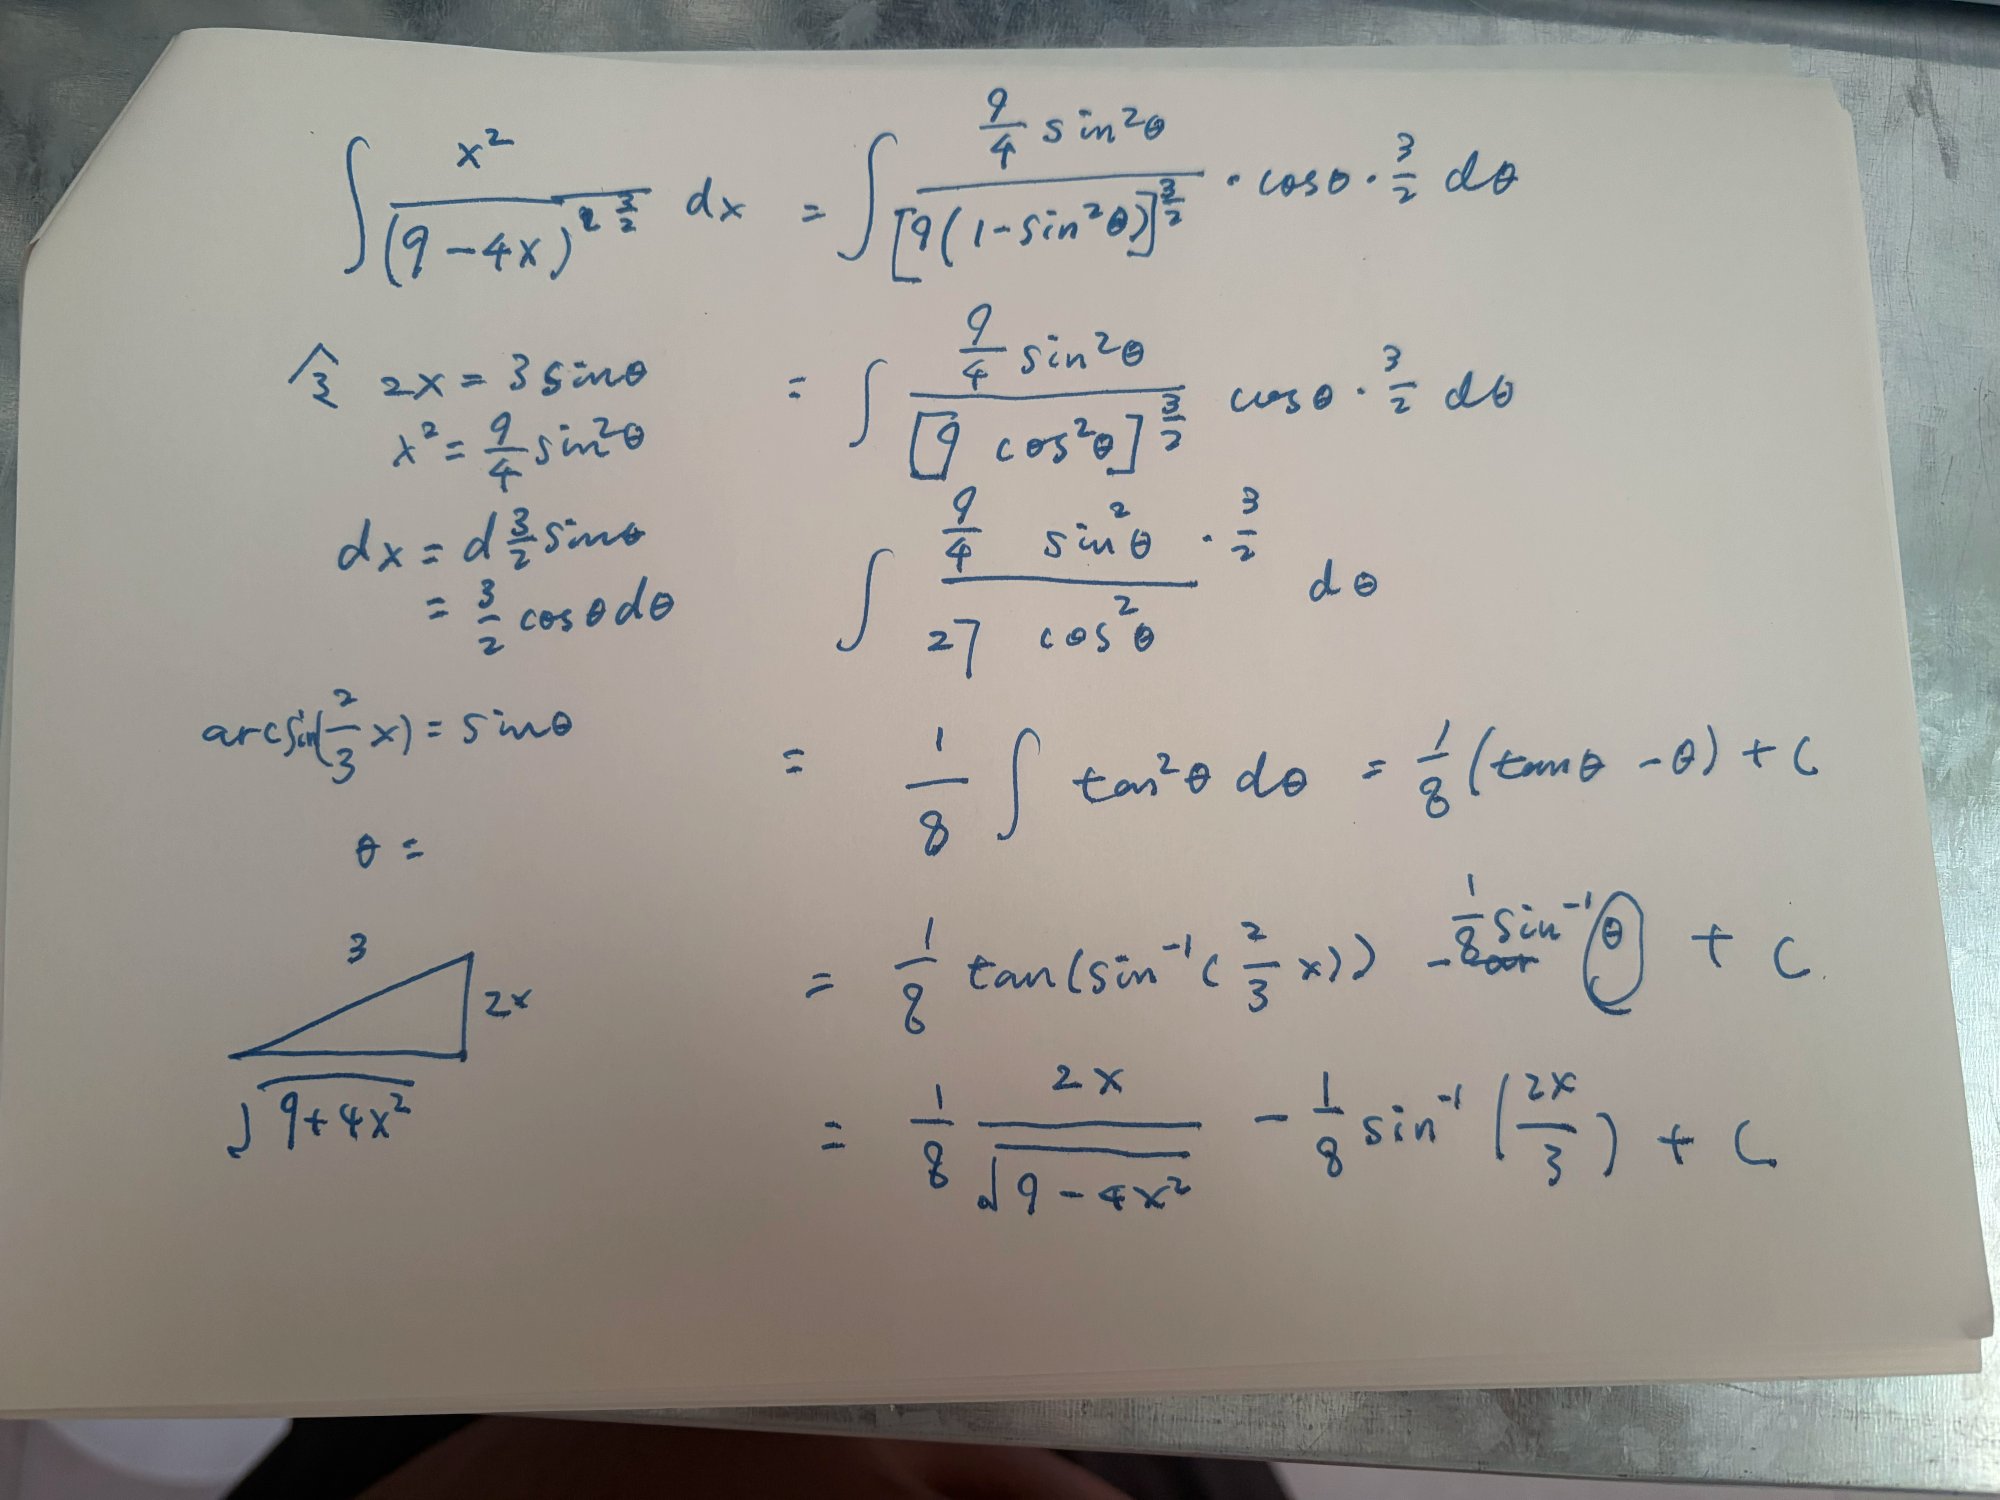 ∫ x² / (9-4x)^{2 3/2} dx = ∫ (9/4 sin²θ) / [9(1-sin²θ)]^{3/2} · cosθ · 3/2 dθ
令 2x = 3 sinθ
x² = 9/4 sin²θ
dx = d 3/2 sinθ
= 3/2 cosθ dθ
arcsin(2/3 x) = sinθ
θ =
3
2x
√(9+4x²)
= ∫ (9/4 sin²θ) / [9 cos²θ]^{3/2} cosθ · 3/2 dθ
∫ (9/4 sin²θ · 3/2) / (27 cos²θ) dθ
= 1/8 ∫ tan²θ dθ = 1/8 (tanθ - θ) + C
= 1/8 tan(sin⁻¹(2/3 x)) - 1/8 sin⁻¹ θ + C
= 1/8 2x / √(9-4x²) - 1/8 sin⁻¹(2x/3) + C